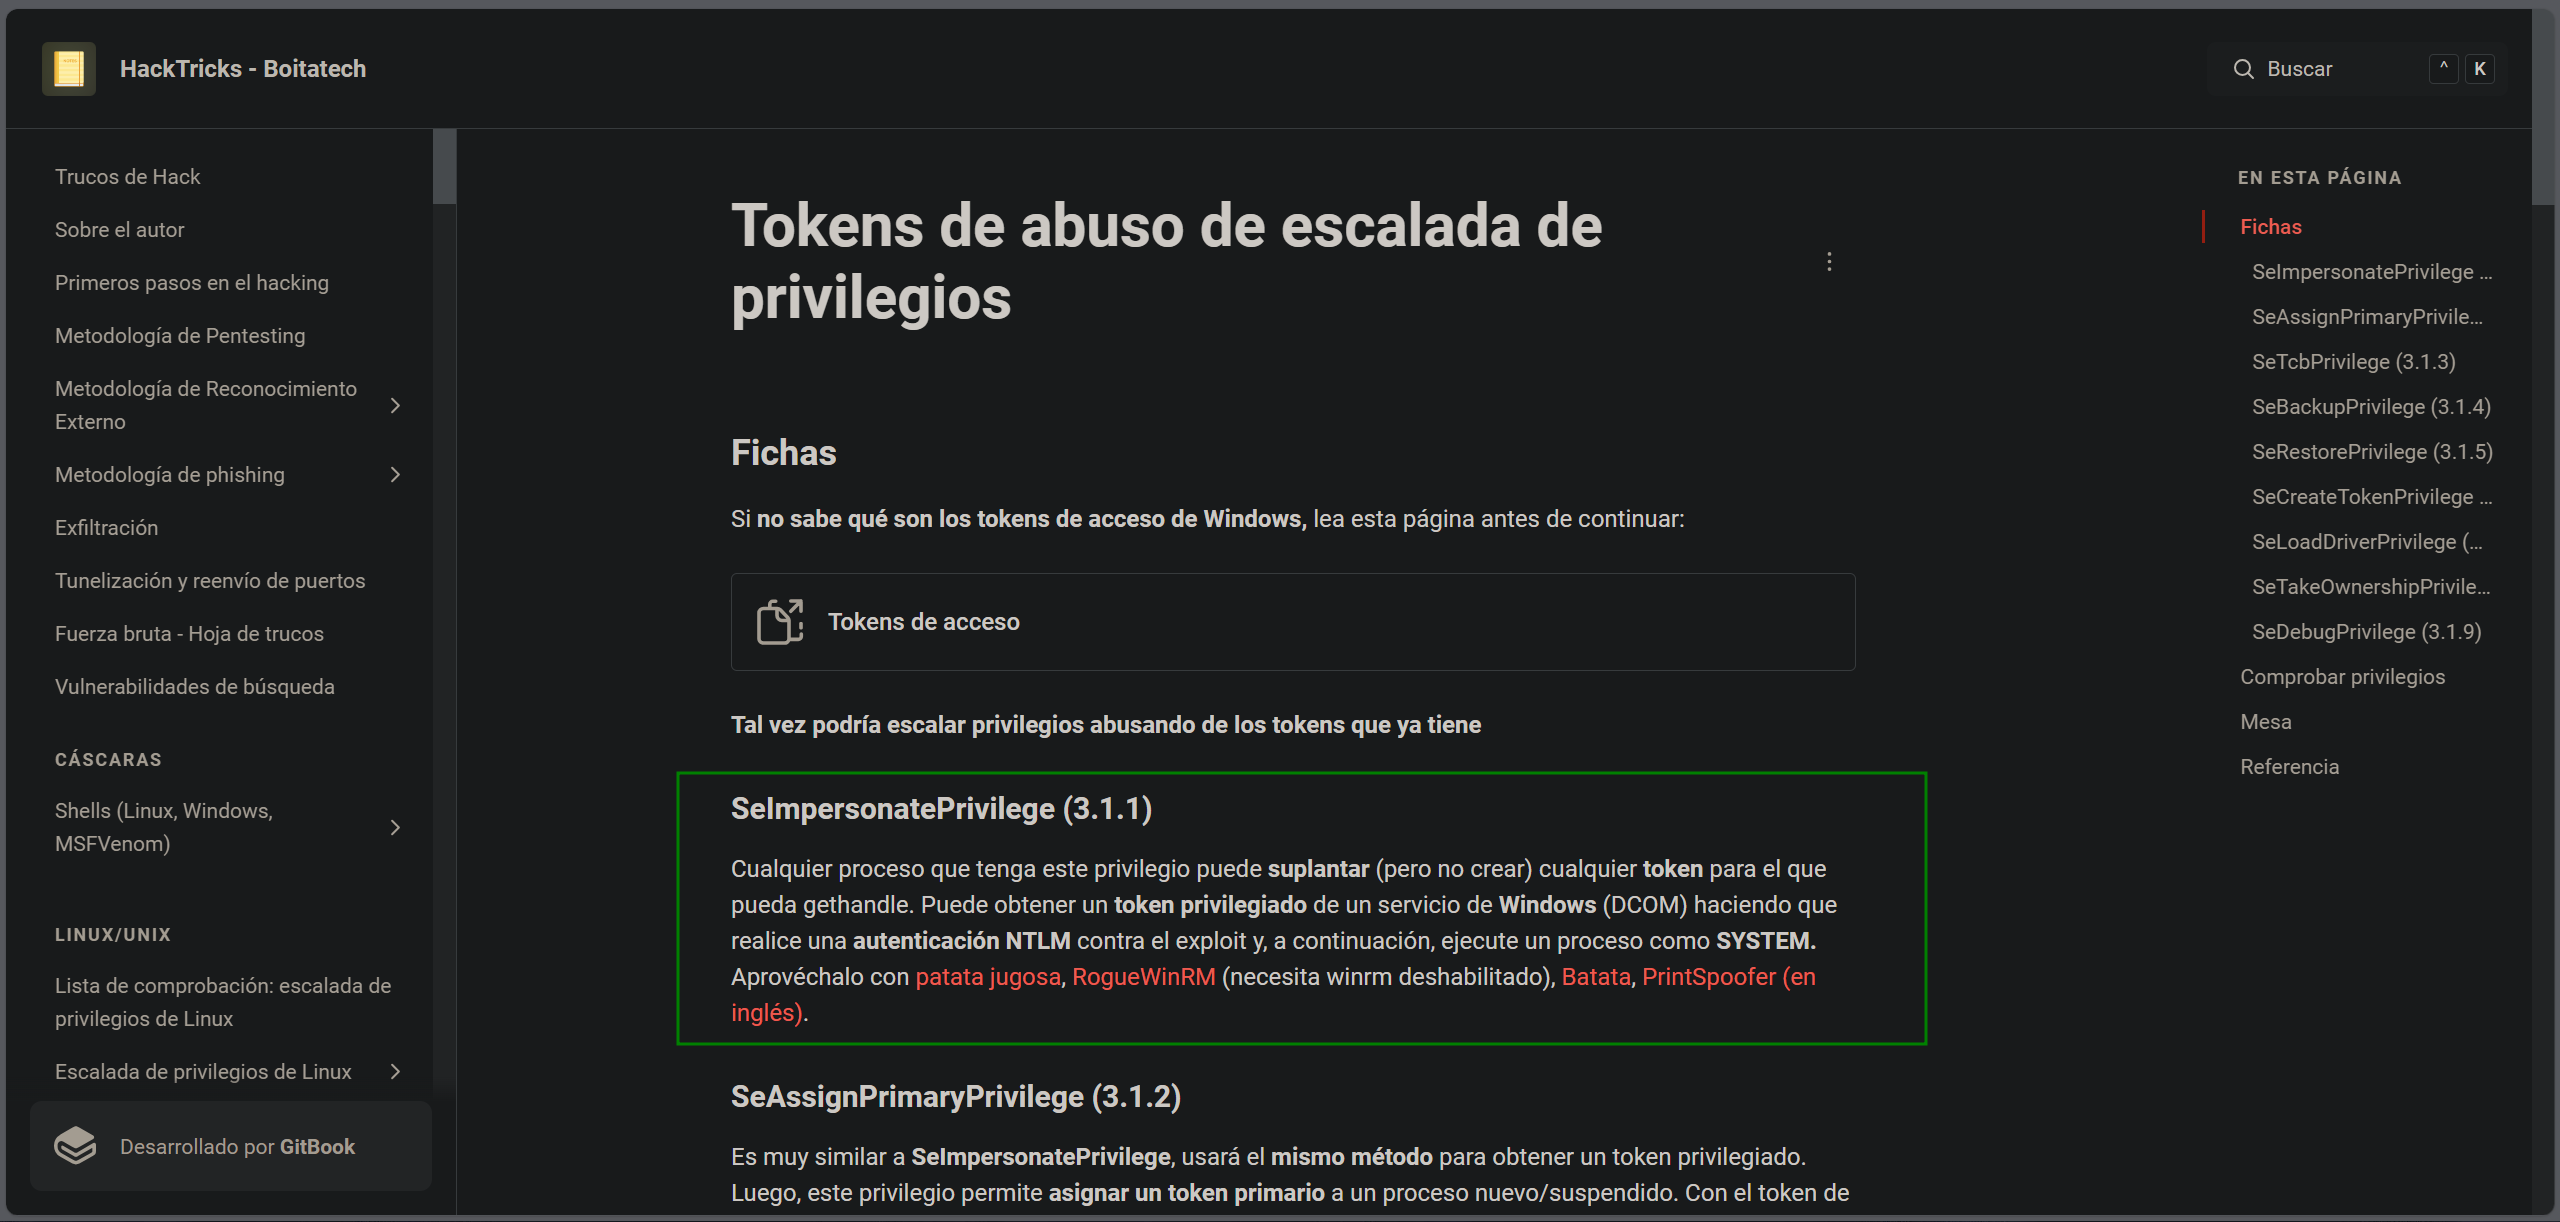 HackTricks - Boitatech
Buscar
^ K
Trucos de Hack
Sobre el autor
Primeros pasos en el hacking
Metodología de Pentesting
Metodología de Reconocimiento
Externo
Metodología de phishing
Exfiltración
Tunelización y reenvío de puertos
Fuerza bruta - Hoja de trucos
Vulnerabilidades de búsqueda
CÁSCARAS
Shells (Linux, Windows,
MSFVenom)
LINUX/UNIX
Lista de comprobación: escalada de
privilegios de Linux
Escalada de privilegios de Linux
Desarrollado por GitBook
Tokens de abuso de escalada de
privilegios
Fichas
Si no sabe qué son los tokens de acceso de Windows, lea esta página antes de continuar:
Tokens de acceso
Tal vez podría escalar privilegios abusando de los tokens que ya tiene
SeImpersonatePrivilege (3.1.1)
Cualquier proceso que tenga este privilegio puede suplantar (pero no crear) cualquier token para el que
pueda gethandle. Puede obtener un token privilegiado de un servicio de Windows (DCOM) haciendo que
realice una autenticación NTLM contra el exploit y, a continuación, ejecute un proceso como SYSTEM.
Aprovéchalo con patata jugosa, RogueWinRM (necesita winrm deshabilitado), Batata, PrintSpoofer (en
inglés).
SeAssignPrimaryPrivilege (3.1.2)
Es muy similar a SeImpersonatePrivilege, usará el mismo método para obtener un token privilegiado.
Luego, este privilegio permite asignar un token primario a un proceso nuevo/suspendido. Con el token de
EN ESTA PÁGINA
Fichas
SeImpersonatePrivilege ...
SeAssignPrimaryPrivile...
SeTcbPrivilege (3.1.3)
SeBackupPrivilege (3.1.4)
SeRestorePrivilege (3.1.5)
SeCreateTokenPrivilege ...
SeLoadDriverPrivilege (...
SeTakeOwnershipPrivile...
SeDebugPrivilege (3.1.9)
Comprobar privilegios
Mesa
Referencia